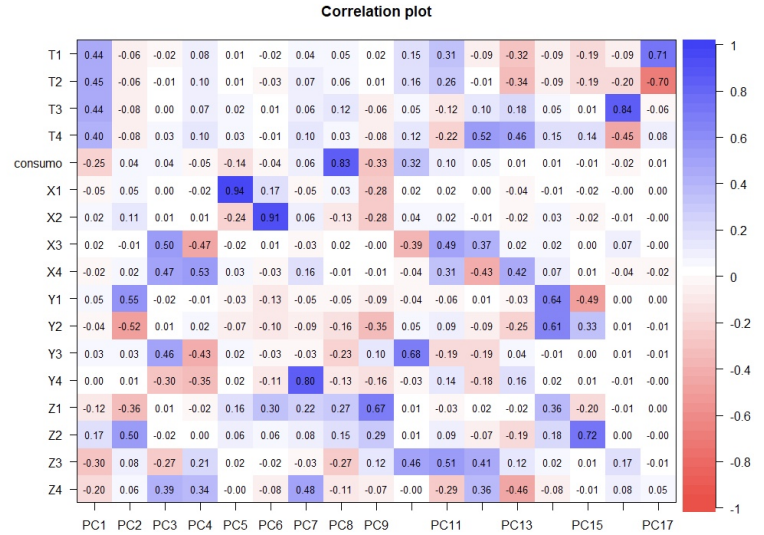 Correlation plot
T1 0.44 -0.06 -0.02 0.08 0.01 -0.02 0.04 0.05 0.02 0.15 0.31 -0.09 -0.32 -0.09 -0.19 -0.09 0.71
T2 0.45 -0.06 -0.01 0.10 0.01 -0.03 0.07 0.06 0.01 0.16 0.26 -0.01 -0.34 -0.09 -0.19 -0.20 -0.70
T3 0.44 -0.08 -0.00 0.07 0.02 0.01 0.06 0.12 -0.06 0.05 -0.12 0.10 0.18 0.05 0.01 0.84 -0.06
T4 0.40 -0.08 0.03 0.10 0.03 -0.01 0.10 0.03 -0.08 0.12 -0.22 0.52 0.46 0.15 0.14 -0.45 0.08
consumo -0.25 0.04 0.04 -0.05 -0.14 -0.04 0.06 0.83 -0.33 0.32 0.10 0.05 0.01 -0.01 0.01 -0.02 0.01
X1 -0.05 0.05 0.00 -0.02 0.94 0.17 -0.05 0.03 -0.28 0.02 0.02 0.00 -0.04 -0.01 -0.02 0.00 -0.00
X2 0.02 0.11 0.01 0.01 -0.24 0.91 0.06 -0.13 -0.28 0.04 0.02 -0.01 -0.02 0.03 -0.02 -0.01 -0.00
X3 0.02 -0.01 0.50 -0.47 0.02 0.01 -0.03 0.02 -0.00 -0.39 0.49 0.37 0.02 0.02 0.00 0.07 -0.00
X4 -0.02 0.02 0.47 0.53 0.03 -0.03 0.16 -0.01 -0.01 -0.04 0.31 -0.43 0.42 0.07 0.01 -0.04 -0.02
Y1 0.05 0.55 -0.02 -0.01 -0.03 -0.13 -0.05 -0.05 -0.09 -0.04 -0.06 0.01 -0.03 0.64 -0.49 0.00 0.00
Y2 -0.04 -0.52 0.01 0.02 -0.07 -0.10 -0.09 -0.16 -0.35 0.05 0.09 -0.09 -0.25 0.61 0.33 0.01 -0.01
Y3 0.03 0.03 0.46 -0.43 0.02 -0.03 -0.03 -0.23 0.10 0.68 -0.19 -0.19 0.04 -0.01 0.00 0.01 -0.01
Y4 0.00 0.01 -0.30 -0.35 0.02 -0.11 0.80 -0.13 -0.16 -0.03 0.14 -0.18 0.16 0.02 0.01 -0.01 -0.00
Z1 -0.12 -0.36 0.01 -0.02 0.16 0.30 0.22 0.27 0.67 0.01 -0.03 0.02 -0.02 0.36 -0.20 -0.01 0.00
Z2 0.17 0.50 -0.02 0.00 0.06 0.06 0.08 0.15 0.29 0.01 0.09 -0.07 -0.19 0.18 0.72 0.00 -0.00
Z3 -0.30 0.08 -0.27 0.21 0.02 -0.02 -0.03 -0.27 0.12 0.46 0.51 0.41 0.12 0.02 0.01 0.17 -0.01
Z4 -0.20 0.06 0.39 0.34 -0.00 -0.08 0.48 -0.11 -0.07 -0.00 -0.29 0.36 -0.46 -0.08 -0.01 0.08 0.05
PC1 PC2 PC3 PC4 PC5 PC6 PC7 PC8 PC9 PC11 PC13 PC15 PC17
1
0.8
0.6
0.4
0.2
0
-0.2
-0.4
-0.6
-0.8
-1